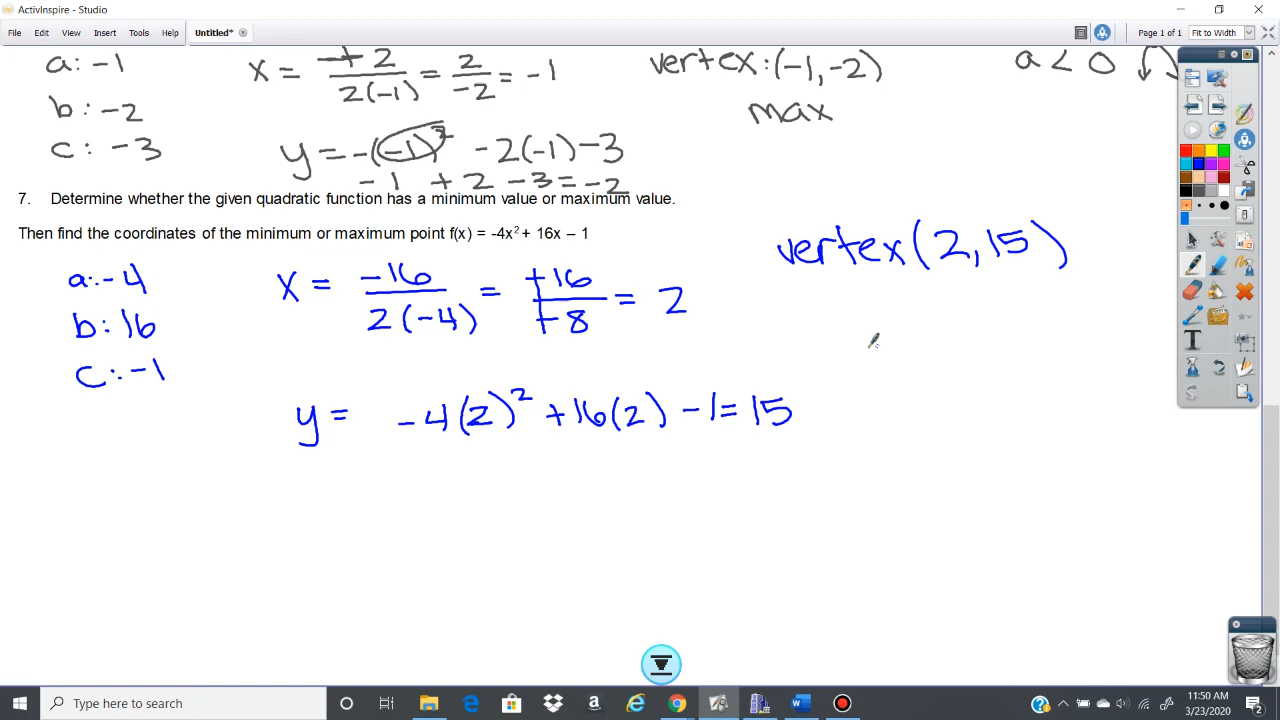 ActivInspire - Studio
File Edit View Insert Tools Help Untitled* Page 1 of 1 Fit to Width
a: -1 x = -+2 / 2(-1) = 2 / -2 = -1 vertex: (-1, -2) a < 0
b: -2 max
c: -3 y = -(-1)² -2(-1) -3
-1 + 2 - 3 = -2
7. Determine whether the given quadratic function has a minimum value or maximum value.
Then find the coordinates of the minimum or maximum point f(x) = -4x² + 16x – 1
vertex (2, 15)
a: -4 x = -16 / 2(-4) = +16 / +8 = 2
b: 16
c: -1
y = -4(2)² + 16(2) - 1 = 15
Type here to search
11:50 AM
3/23/2020
2